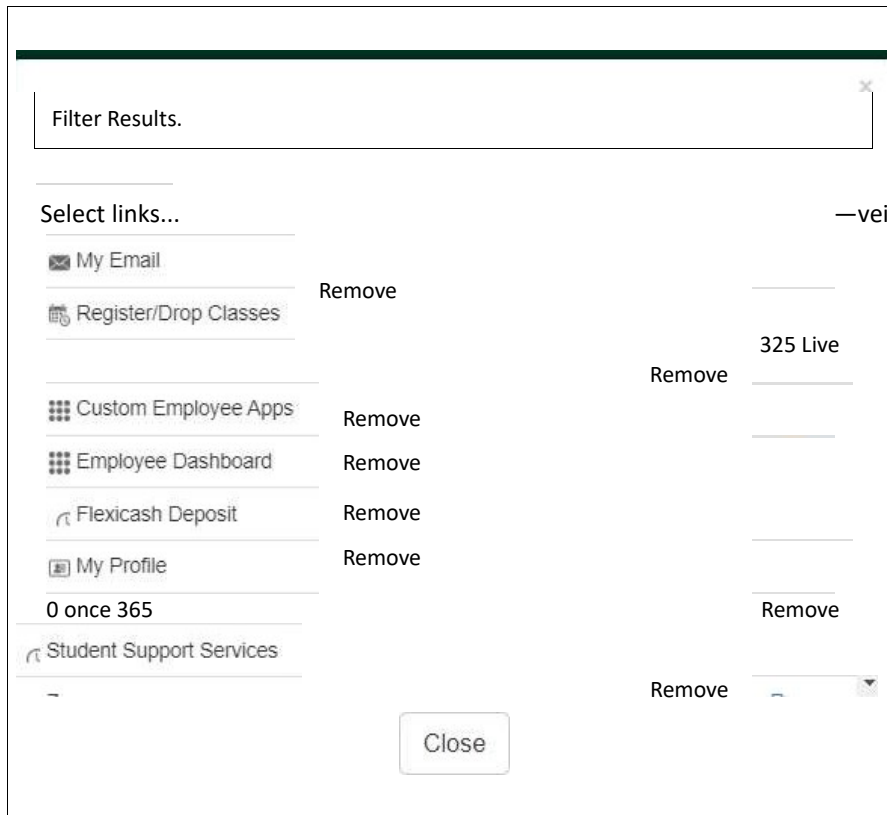 ×
Filter Results.
Select links... —vei
My Email
Remove
Register/Drop Classes
325 Live
Remove
Custom Employee Apps Remove
Employee Dashboard Remove
Flexicash Deposit Remove
My Profile Remove
0 once 365 Remove
Student Support Services
Remove
Close